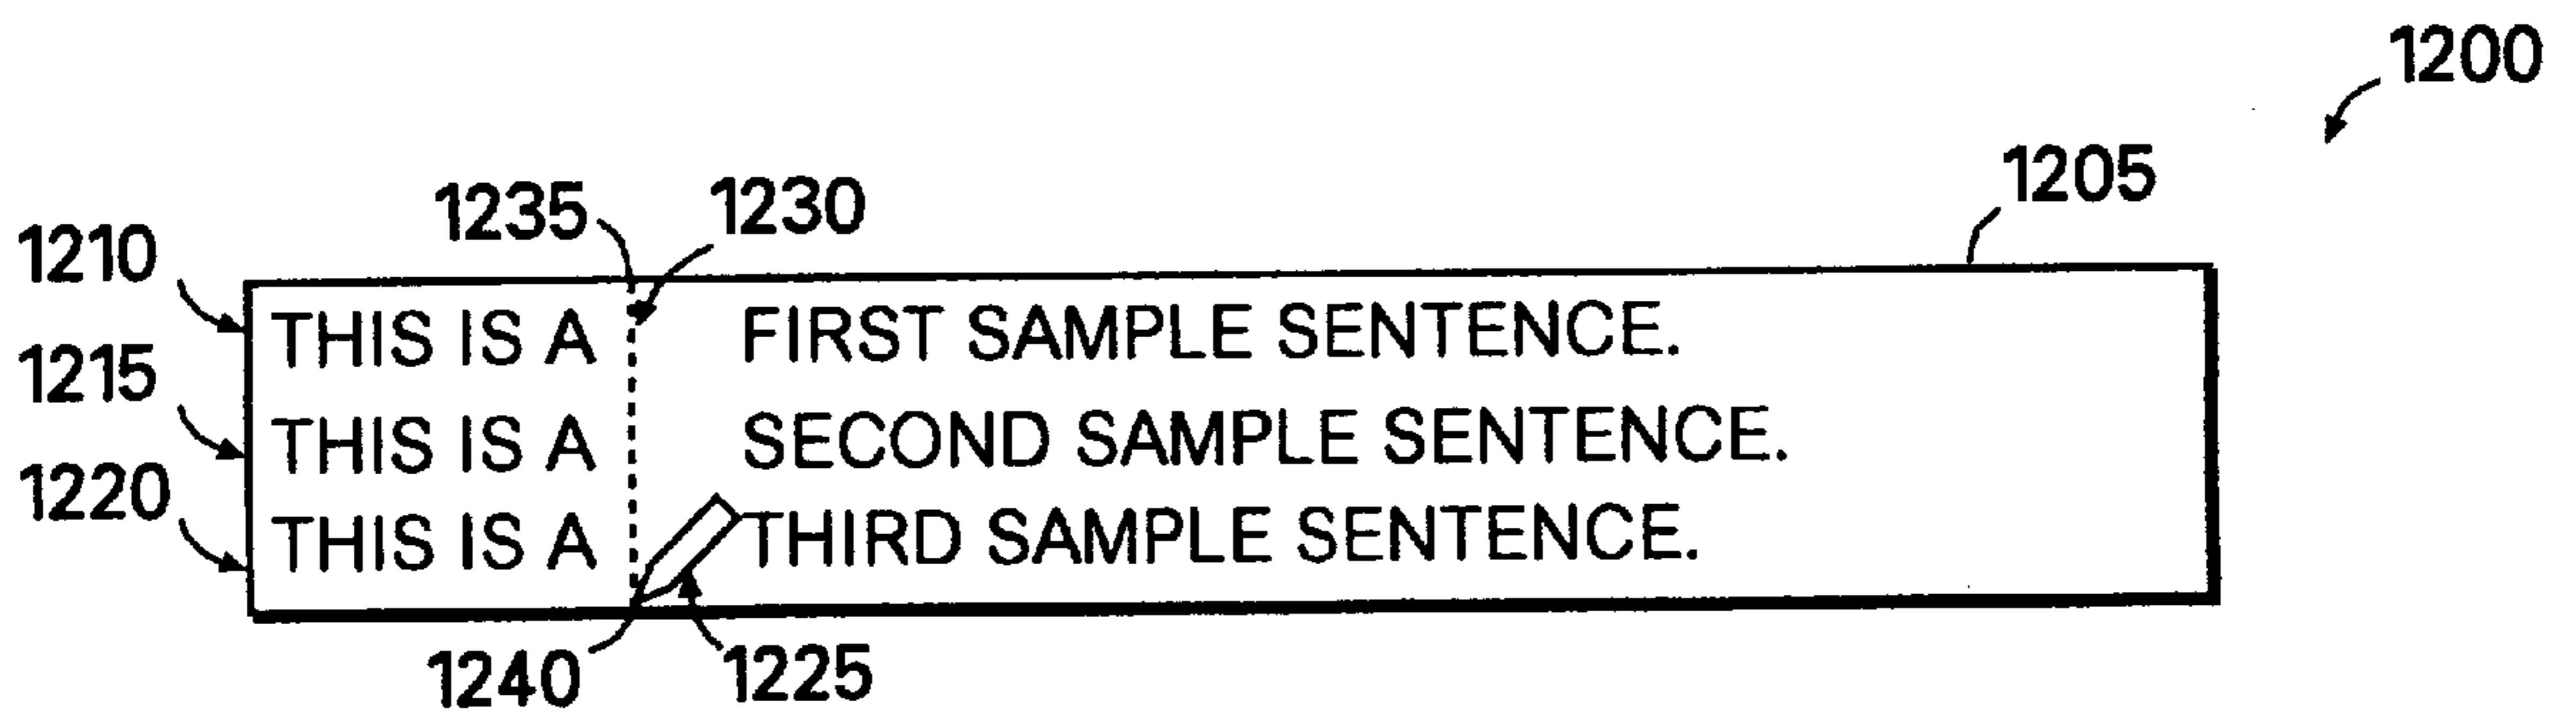 1200
1205
1235 1230
1210
THIS IS A FIRST SAMPLE SENTENCE.
1215
THIS IS A SECOND SAMPLE SENTENCE.
1220
THIS IS A THIRD SAMPLE SENTENCE.
1240 1225